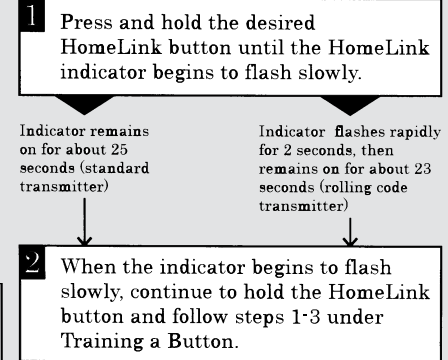 1
Press and hold the desired
HomeLink button until the HomeLink
indicator begins to flash slowly.
Indicator remains
on for about 25
seconds (standard
transmitter)
Indicator flashes rapidly
for 2 seconds, then
remains on for about 23
seconds (rolling code
transmitter)
2
When the indicator begins to flash
slowly, continue to hold the HomeLink
button and follow steps 1-3 under
Training a Button.